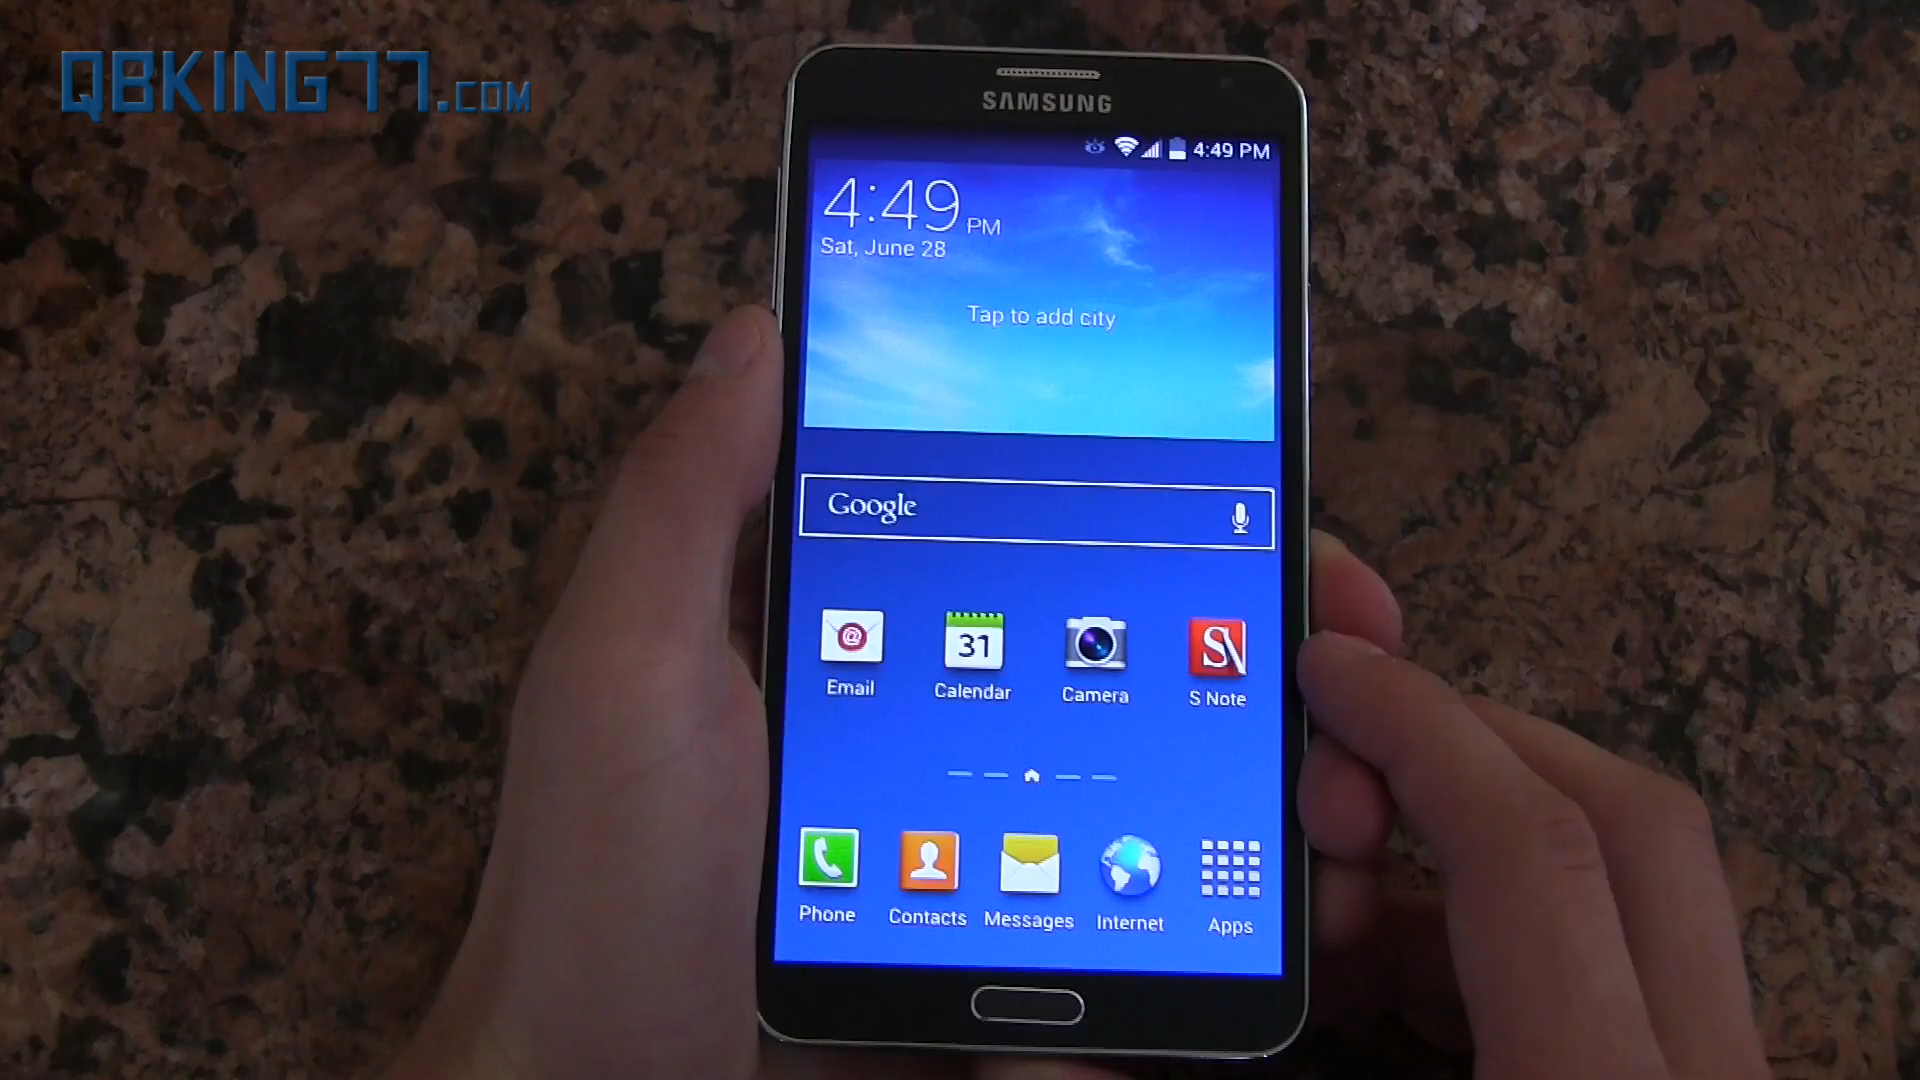 QBKING77.COM
SAMSUNG
4:49 PM
4:49 PM
Sat, June 28
Tap to add city
Google
@
31
S
Email
Calendar
Camera
S Note
Phone
Contacts
Messages
Internet
Apps